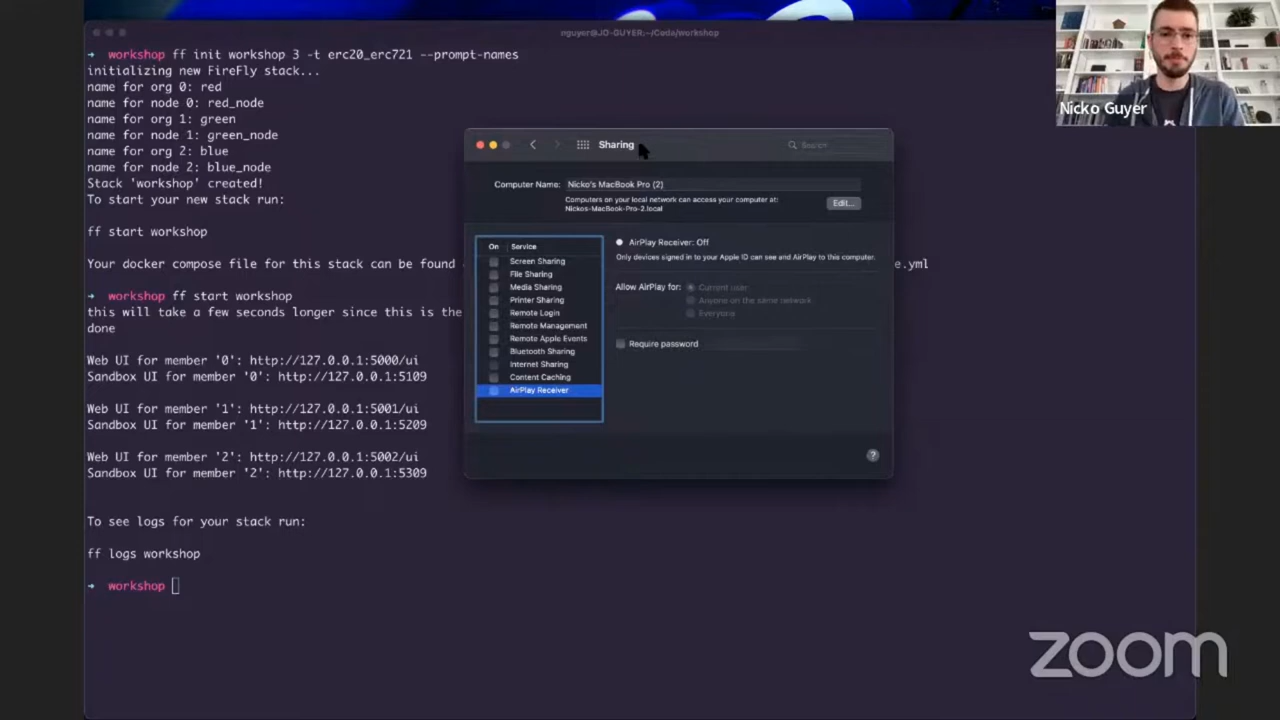 nguyer@JO-GUYER:~/Code/workshop
→ workshop ff init workshop 3 -t erc20_erc721 --prompt-names
initializing new FireFly stack...
name for org 0: red
name for node 0: red_node
name for org 1: green
name for node 1: green_node
name for org 2: blue
name for node 2: blue_node
Stack 'workshop' created!
To start your new stack run:
ff start workshop
Your docker compose file for this stack can be found
e.yml
→ workshop ff start workshop
this will take a few seconds longer since this is the
done
Web UI for member '0': http://127.0.0.1:5000/ui
Sandbox UI for member '0': http://127.0.0.1:5109
Web UI for member '1': http://127.0.0.1:5001/ui
Sandbox UI for member '1': http://127.0.0.1:5209
Web UI for member '2': http://127.0.0.1:5002/ui
Sandbox UI for member '2': http://127.0.0.1:5309
To see logs for your stack run:
ff logs workshop
→ workshop
Sharing
Search
Computer Name: Nicko's MacBook Pro (2)
Computers on your local network can access your computer at:
Nickos-MacBook-Pro-2.local
Edit...
On Service
Screen Sharing
File Sharing
Media Sharing
Printer Sharing
Remote Login
Remote Management
Remote Apple Events
Bluetooth Sharing
Internet Sharing
Content Caching
AirPlay Receiver
AirPlay Receiver: Off
Only devices signed in to your Apple ID can see and AirPlay to this computer.
Allow AirPlay for: Current user
Anyone on the same network
Everyone
Require password
?
Nicko Guyer
zoom